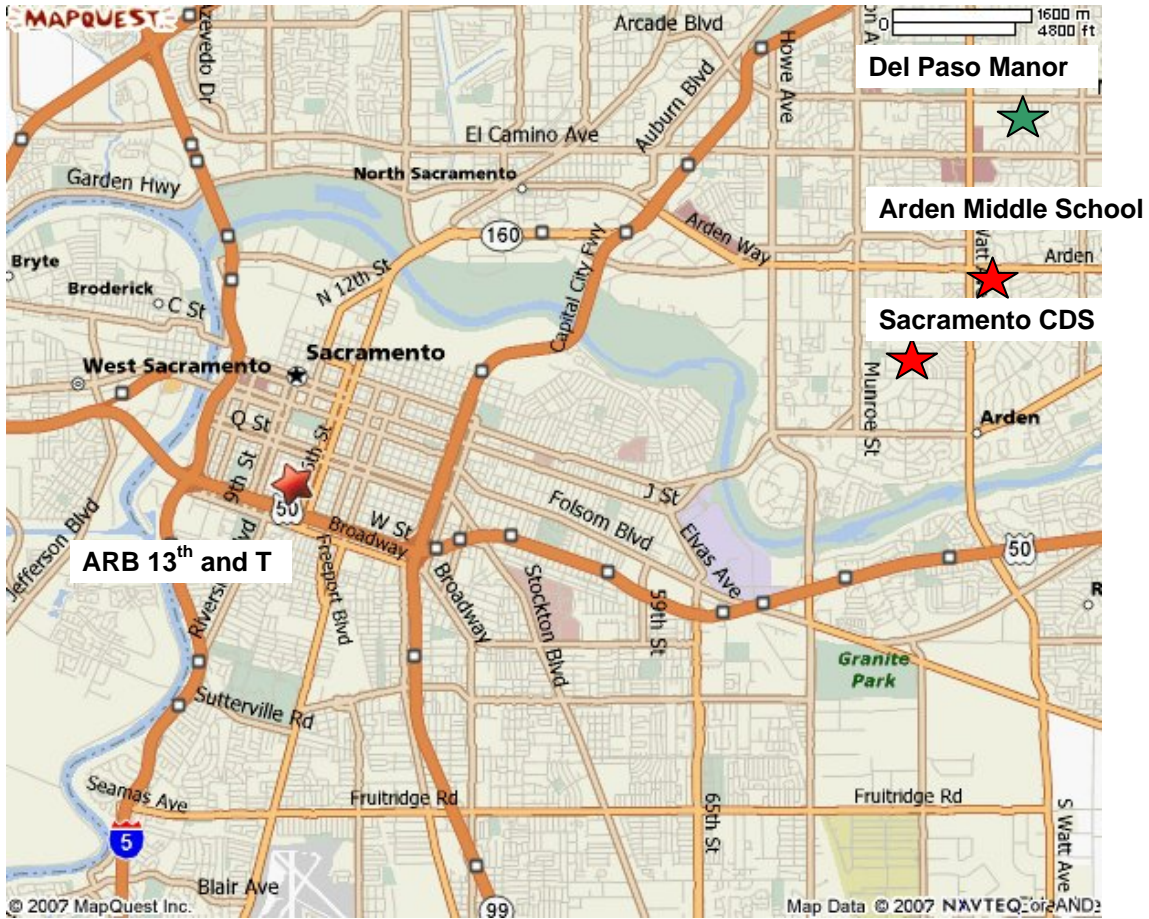 MAPQUEST
Azevedo Dr
Arcade Blvd
Howe Ave
0 1600 m
4800 ft
Del Paso Manor
Auburn Blvd
El Camino Ave
North Sacramento
Garden Hwy
160
Arden Way
Arden Middle School
Watt Ave
Arden
Bryte
Broderick
C St
N 12th St
Capital City Fwy
Sacramento CDS
West Sacramento
Sacramento
Munroe St
Arden
Q St
9th St
J St
50
W St
Broadway
Folsom Blvd
Elvas Ave
50
Jefferson Blvd
ARB 13th and T
Freeport Blvd
Broadway
Stockton Blvd
59th St
Granite
Park
Sutterville Rd
Seamas Ave
Fruitridge Rd
Fruitridge Rd
65th St
S Watt Ave
5
Blair Ave
99
© 2007 MapQuest Inc.
Map Data © 2007 NAVTEQ